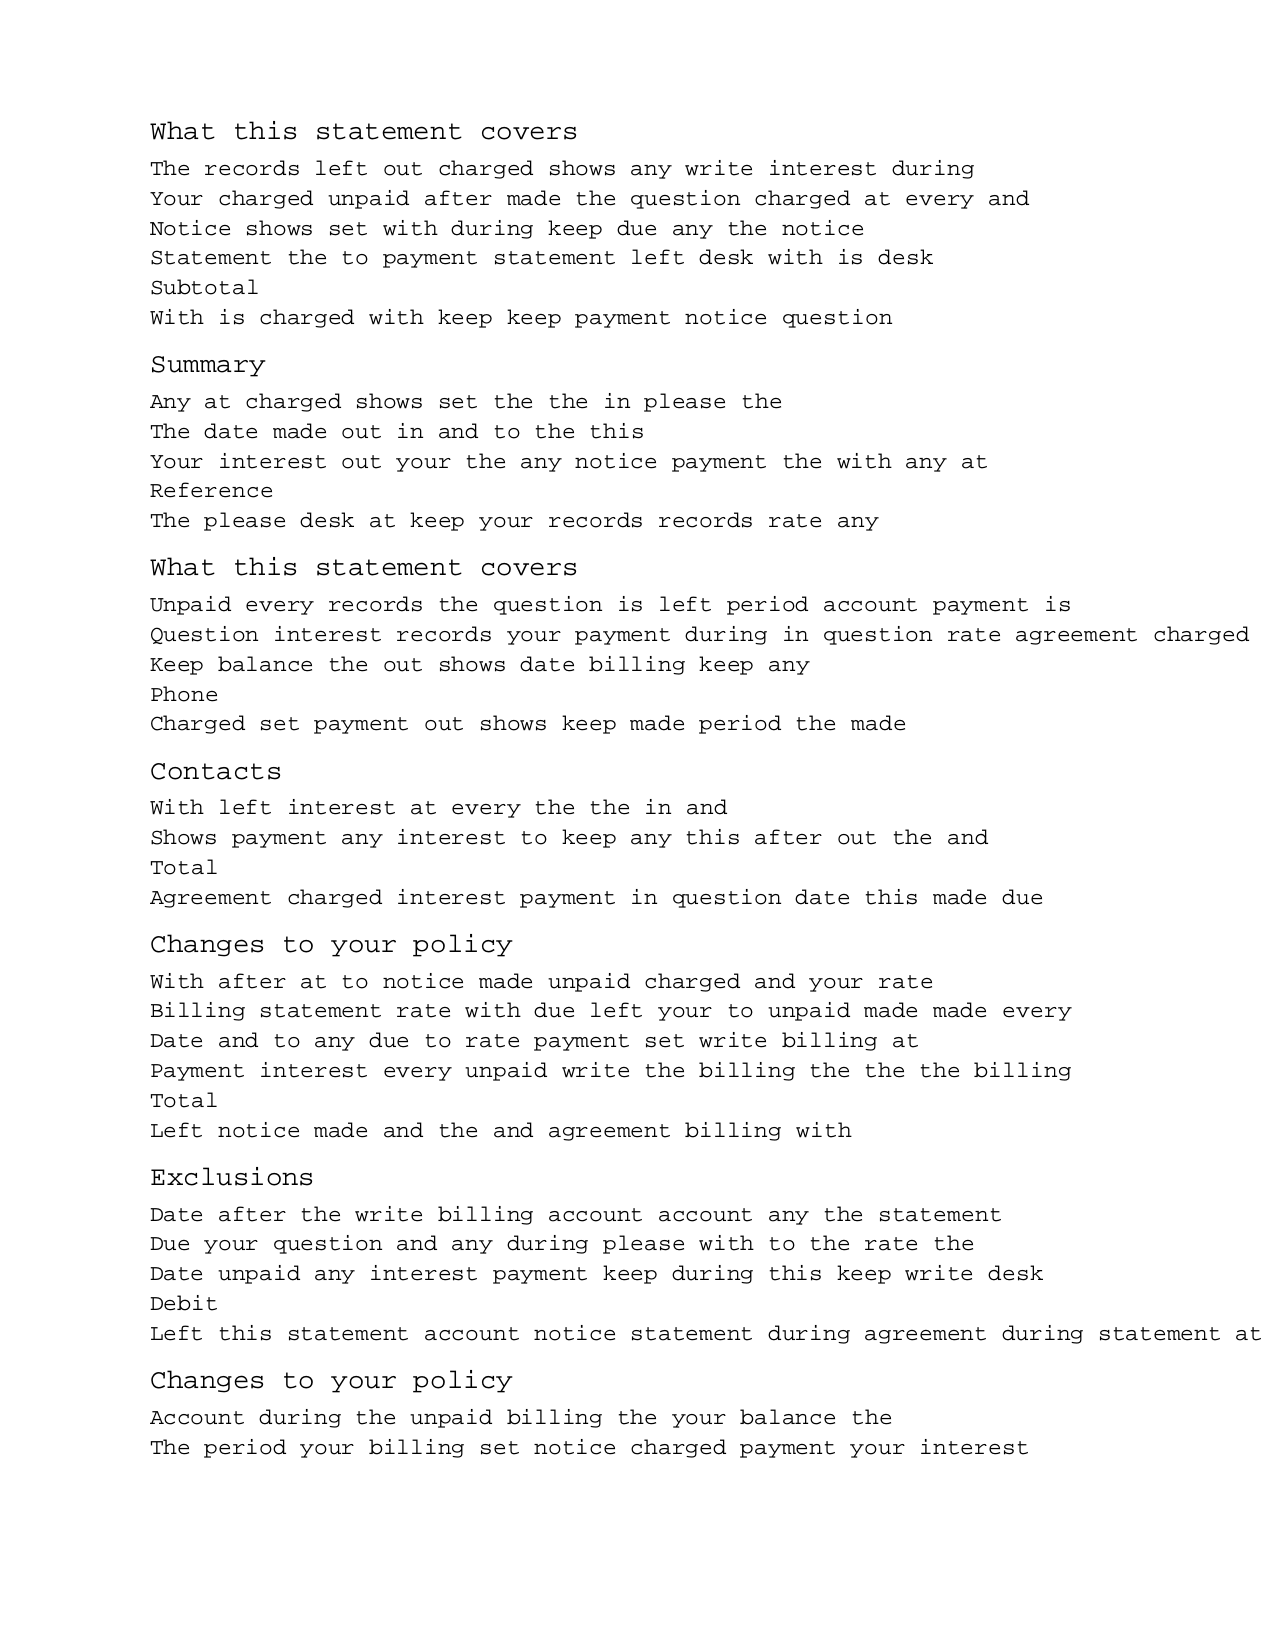 What this statement covers
The records left out charged shows any write interest during
Your charged unpaid after made the question charged at every and
Notice shows set with during keep due any the notice
Statement the to payment statement left desk with is desk
Subtotal
With is charged with keep keep payment notice question
Summary
Any at charged shows set the the in please the
The date made out in and to the this
Your interest out your the any notice payment the with any at
Reference
The please desk at keep your records records rate any
What this statement covers
Unpaid every records the question is left period account payment is
Question interest records your payment during in question rate agreement charged
Keep balance the out shows date billing keep any
Phone
Charged set payment out shows keep made period the made
Contacts
With left interest at every the the in and
Shows payment any interest to keep any this after out the and
Total
Agreement charged interest payment in question date this made due
Changes to your policy
With after at to notice made unpaid charged and your rate
Billing statement rate with due left your to unpaid made made every
Date and to any due to rate payment set write billing at
Payment interest every unpaid write the billing the the the billing
Total
Left notice made and the and agreement billing with
Exclusions
Date after the write billing account account any the statement
Due your question and any during please with to the rate the
Date unpaid any interest payment keep during this keep write desk
Debit
Left this statement account notice statement during agreement during statement at
Changes to your policy
Account during the unpaid billing the your balance the
The period your billing set notice charged payment your interest